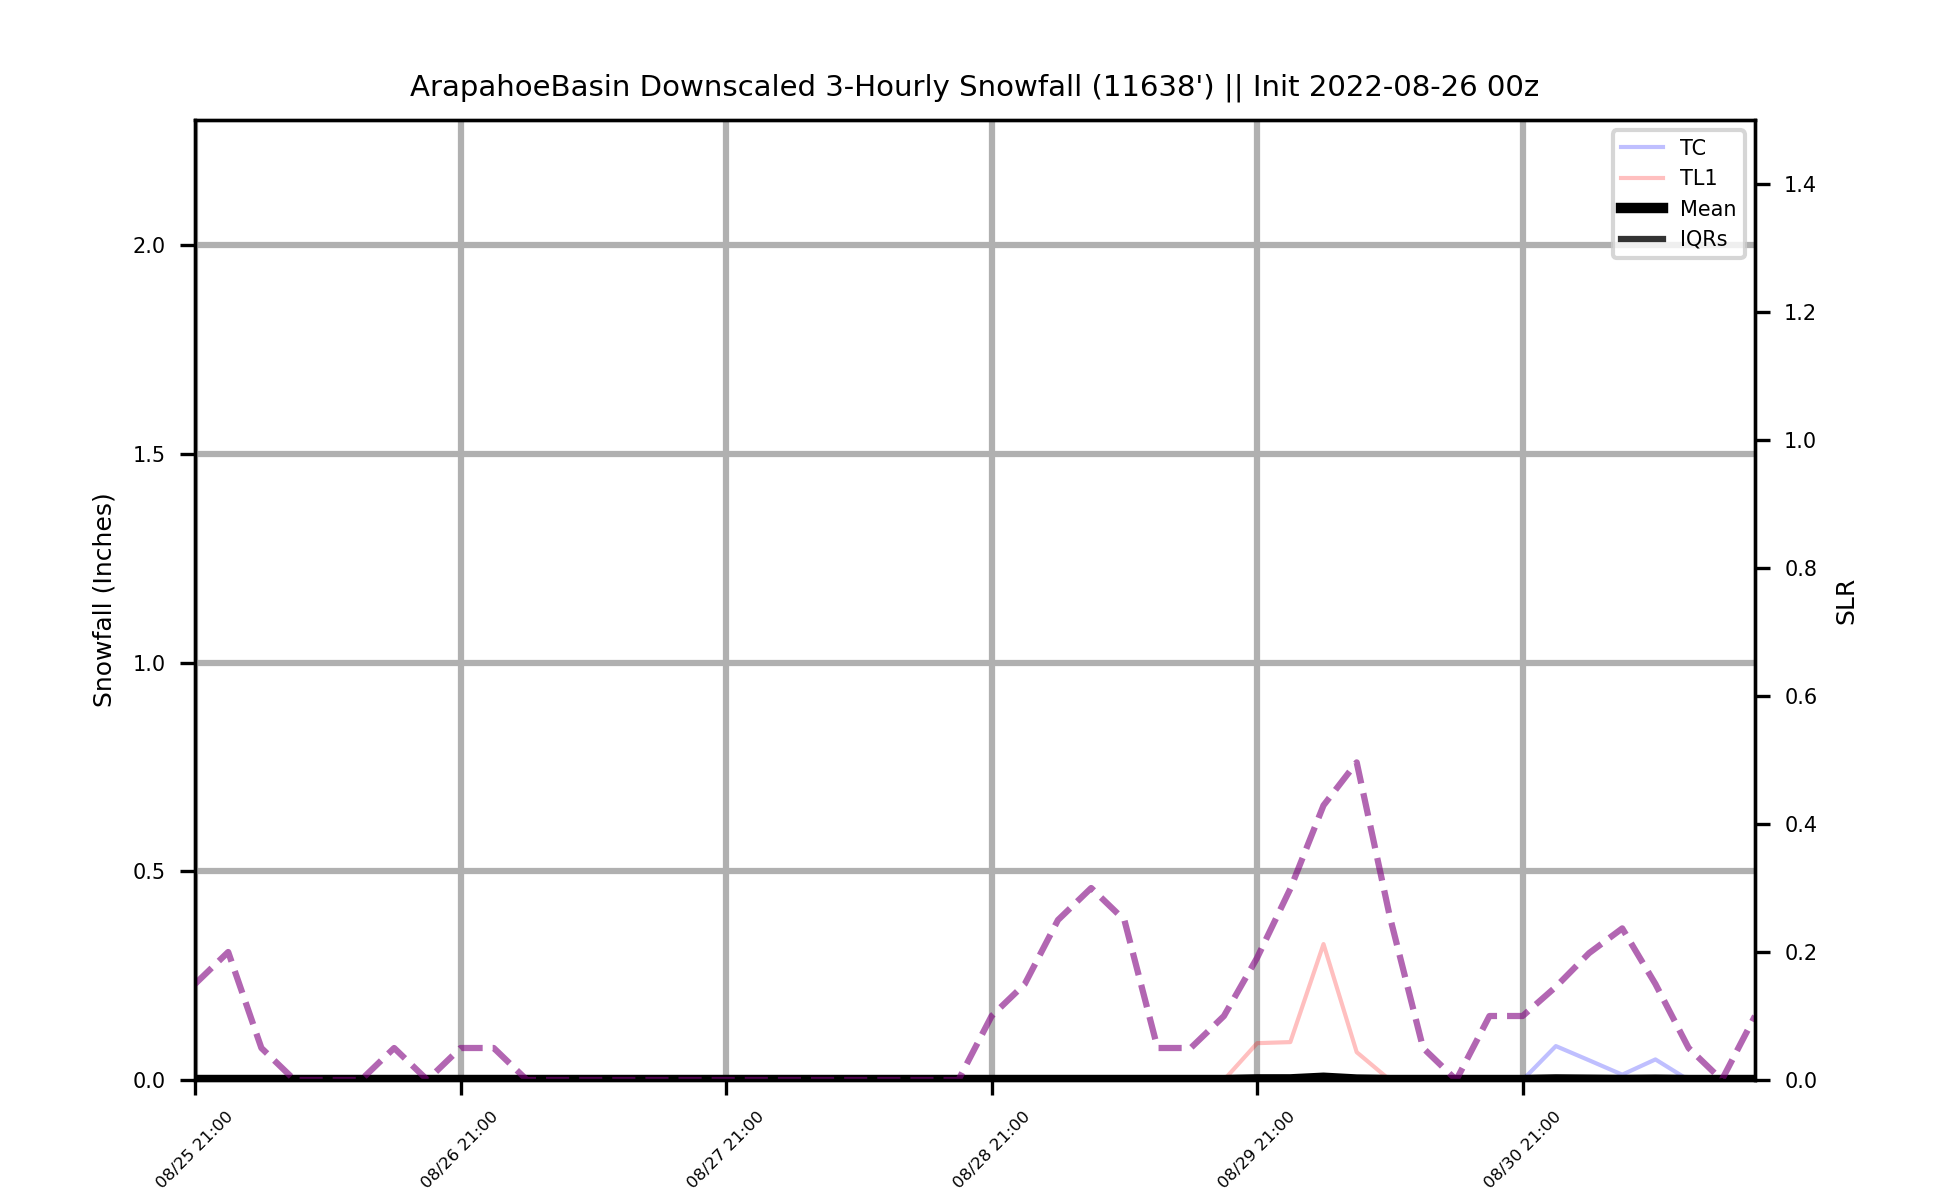 ArapahoeBasin Downscaled 3-Hourly Snowfall (11638') || Init 2022-08-26 00z
TC
TL1
Mean
IQRs
2.0
1.5
1.0
0.5
0.0
Snowfall (Inches)
1.4
1.2
1.0
0.8
0.6
0.4
0.2
0.0
SLR
08/25 21:00
08/26 21:00
08/27 21:00
08/28 21:00
08/29 21:00
08/30 21:00